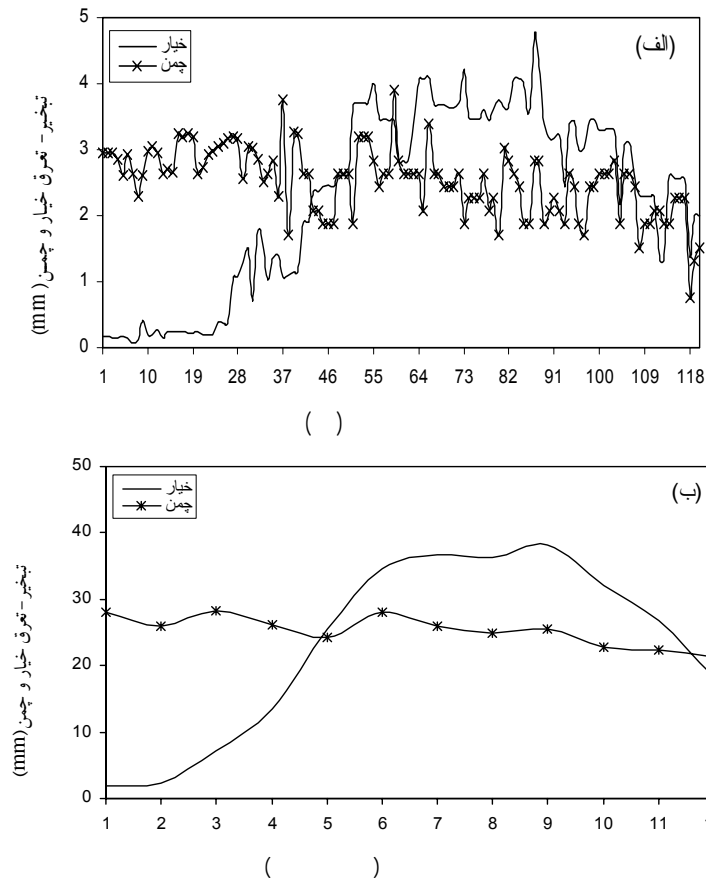 (الف)
خیار
چمن
تبخیر - تعرق خیار و چمن (mm)
5
4
3
2
1
0
1 10 19 28 37 46 55 64 73 82 91 100 109 118
( )
(ب)
خیار
چمن
تبخیر - تعرق خیار و چمن (mm)
50
40
30
20
10
0
1 2 3 4 5 6 7 8 9 10 11 1
( )